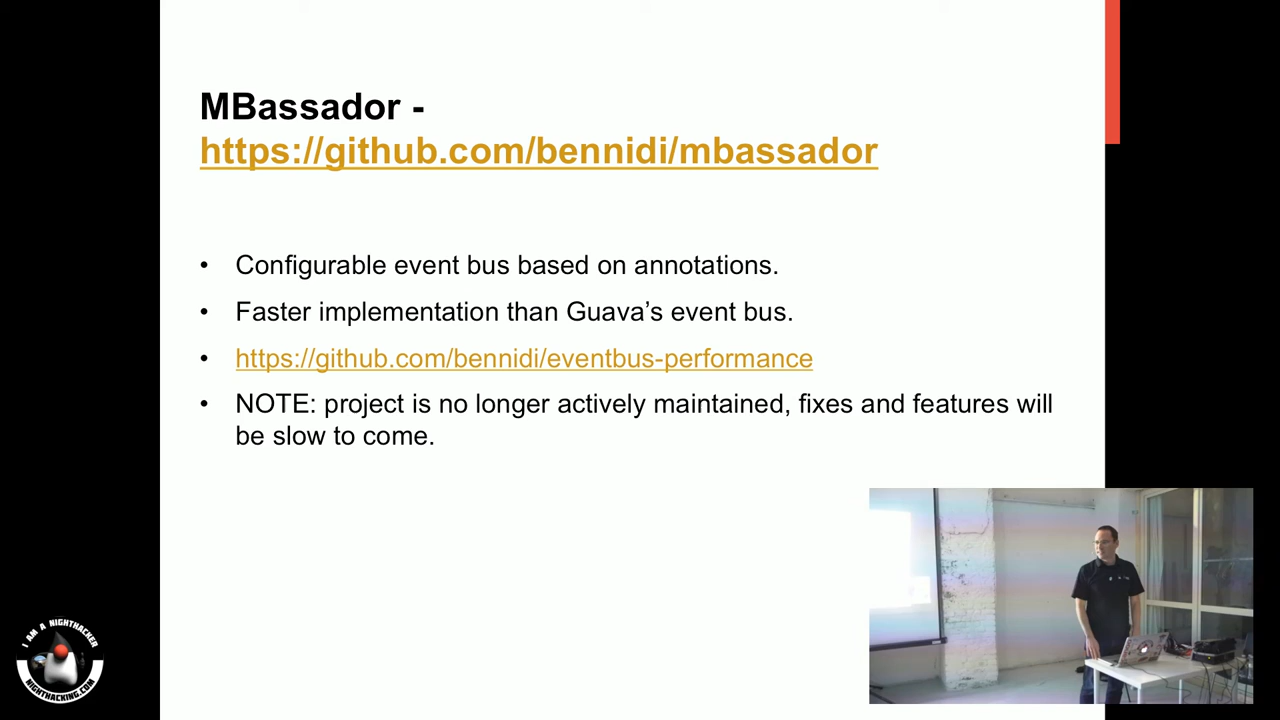 MBassador -
https://github.com/bennidi/mbassador
• Configurable event bus based on annotations.
• Faster implementation than Guava’s event bus.
• https://github.com/bennidi/eventbus-performance
• NOTE: project is no longer actively maintained, fixes and features will
be slow to come.
I AM A NIGHTHACKER
NIGHTHACKING.COM